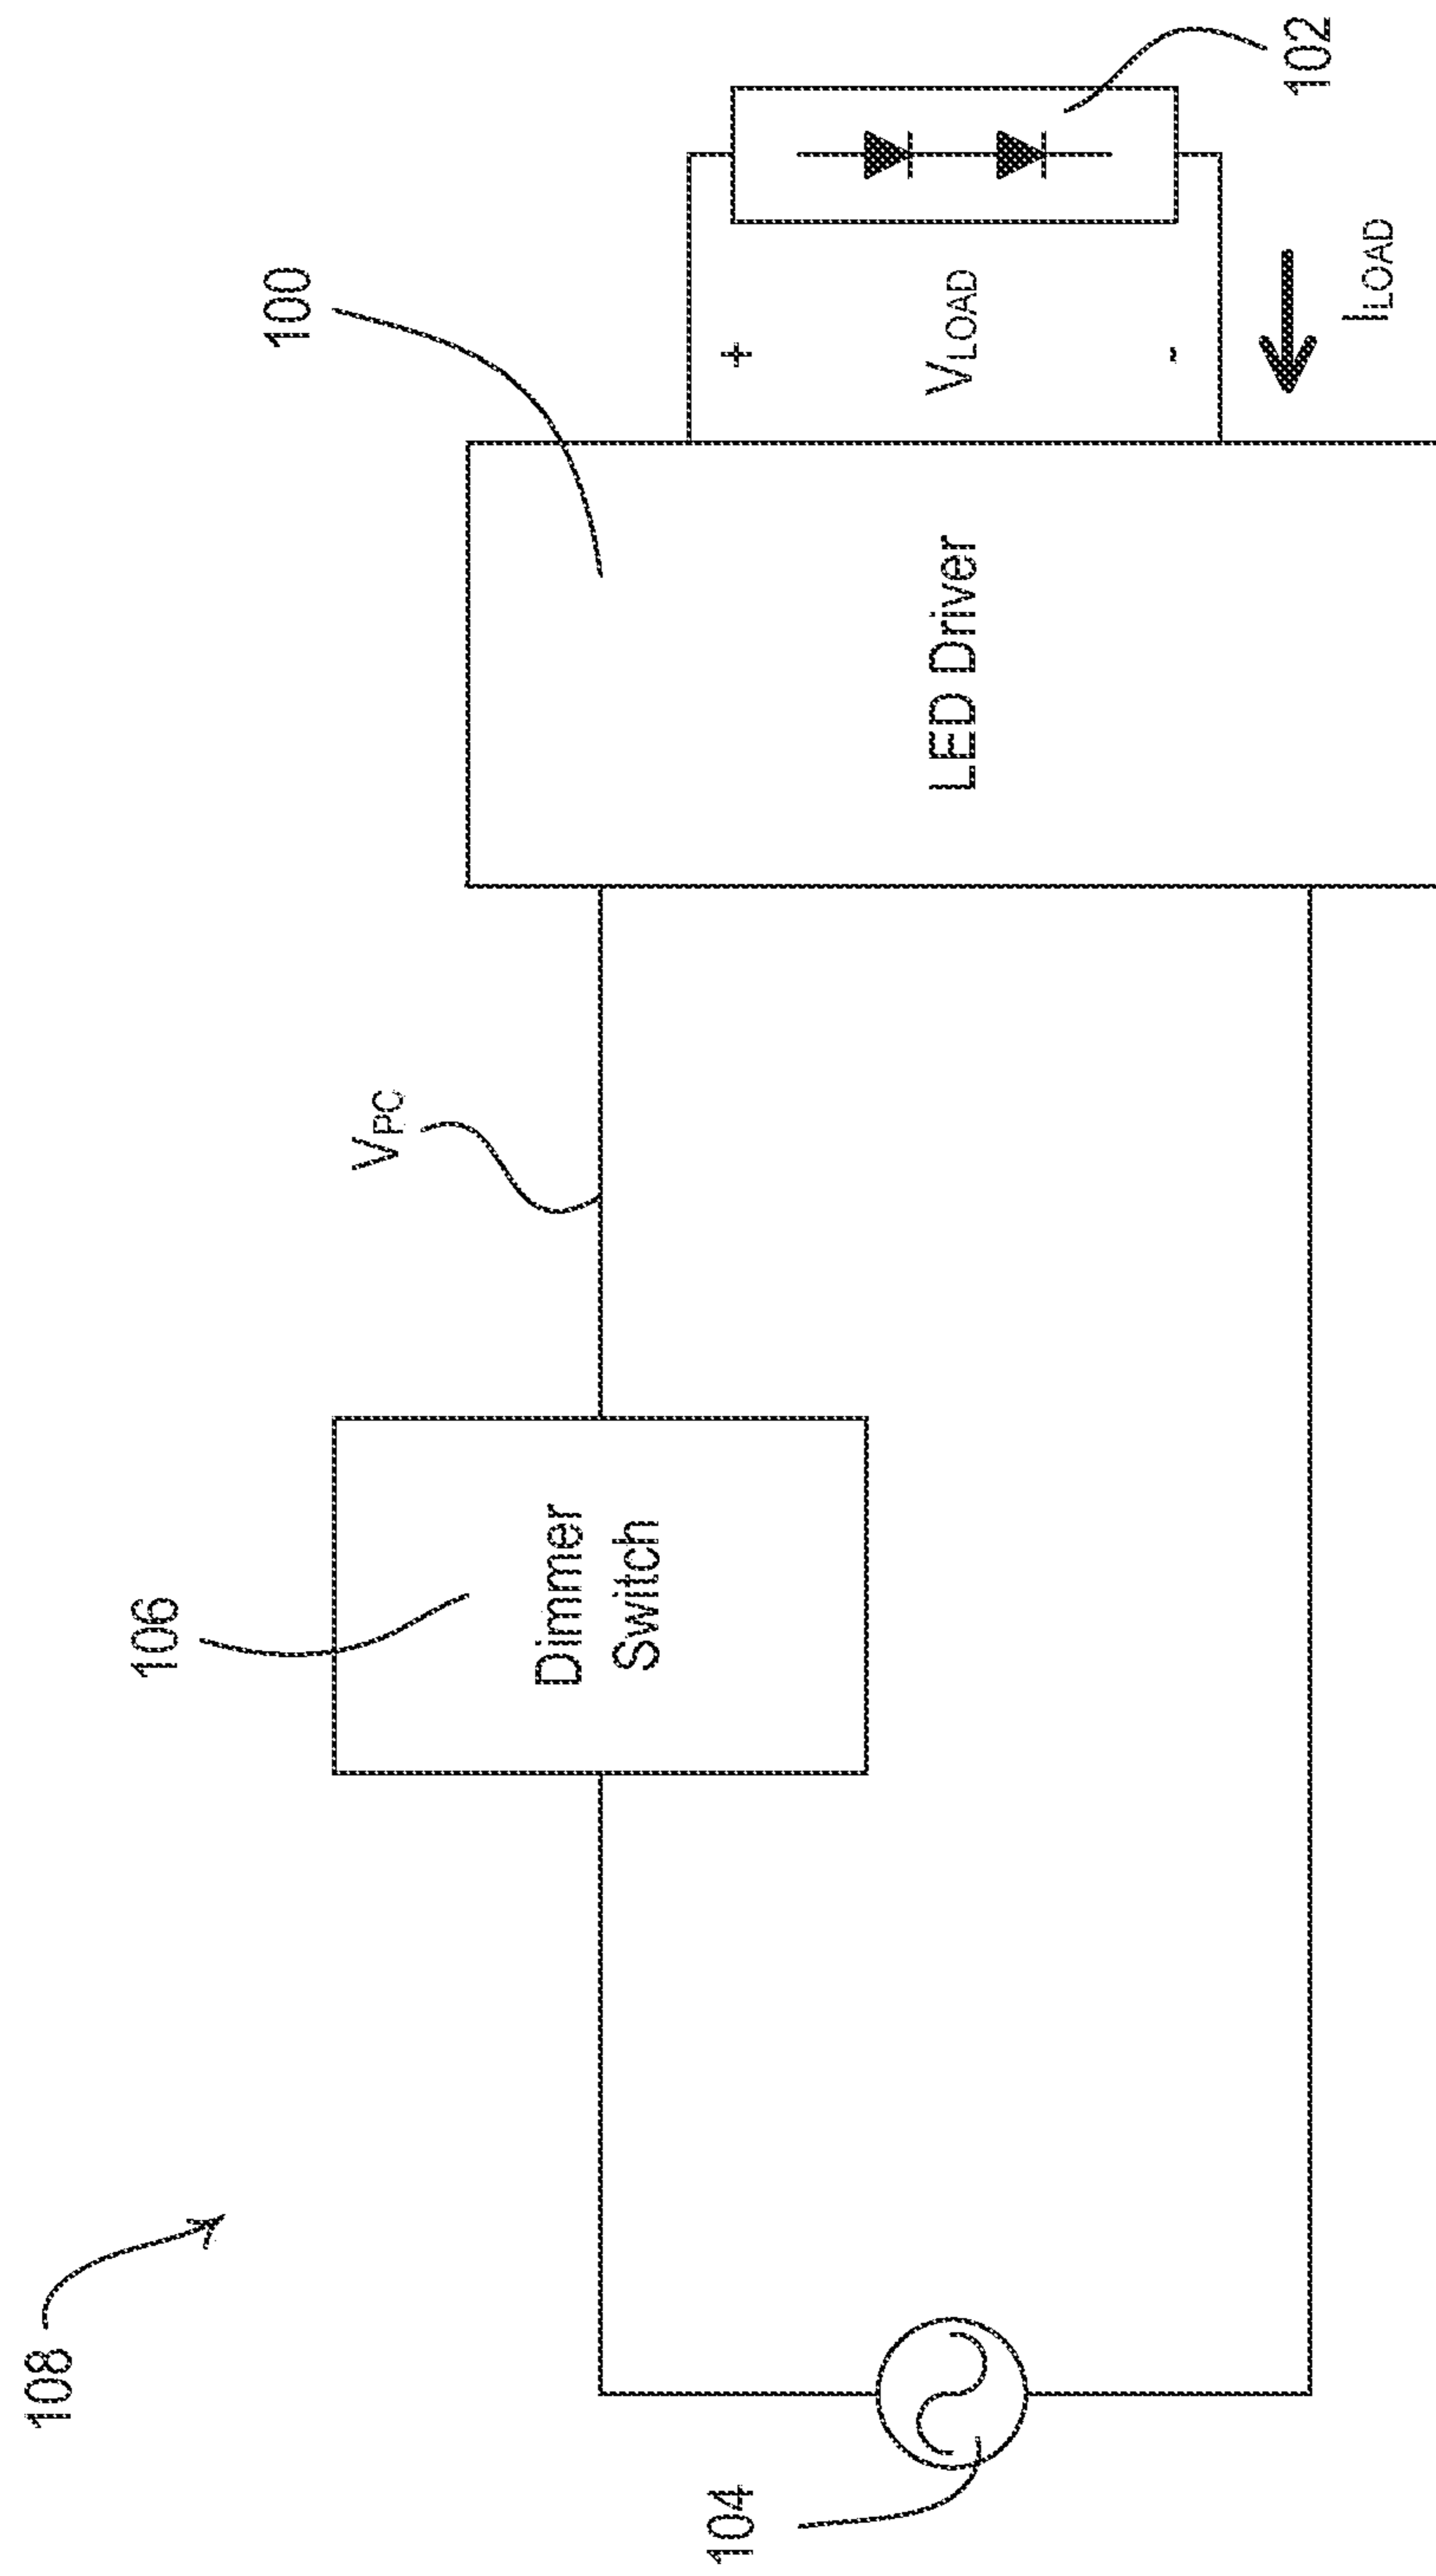 108
104
106
Dimmer
Switch
VPC
100
LED Driver
+
VLOAD
-
ILOAD
102